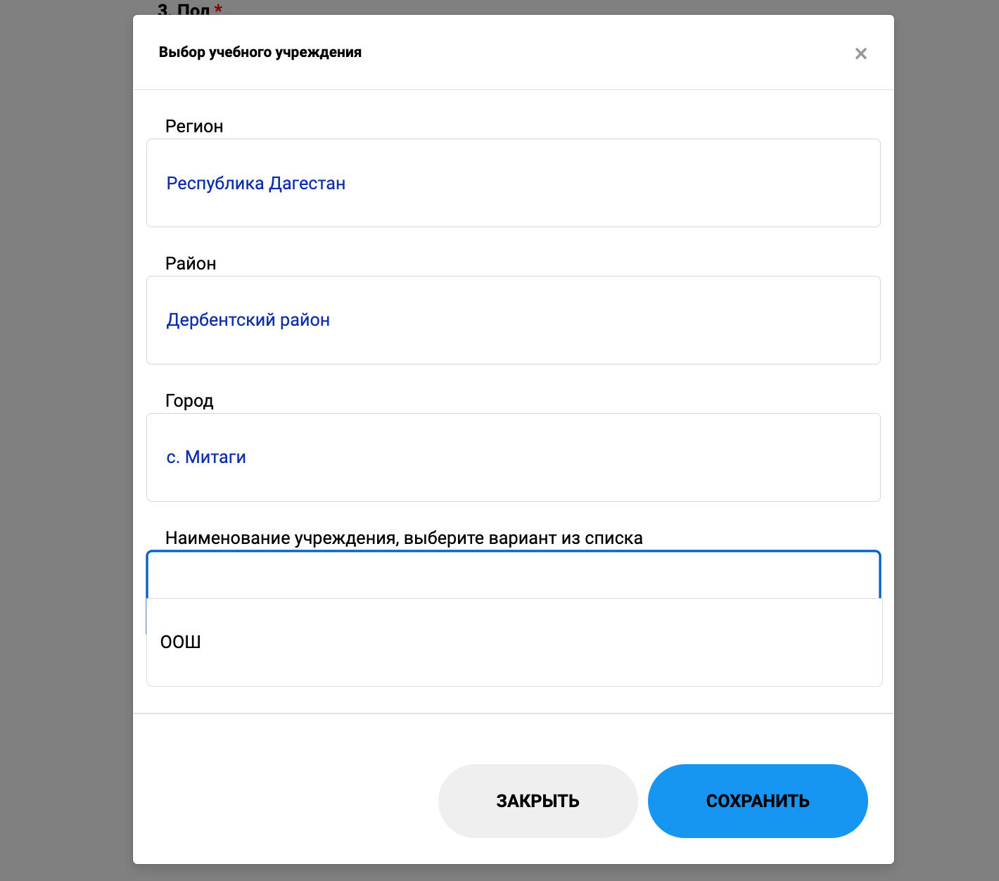 3. Пол *
Выбор учебного учреждения
×
Регион
Республика Дагестан
Район
Дербентский район
Город
с. Митаги
Наименование учреждения, выберите вариант из списка
ООШ
ЗАКРЫТЬ
СОХРАНИТЬ